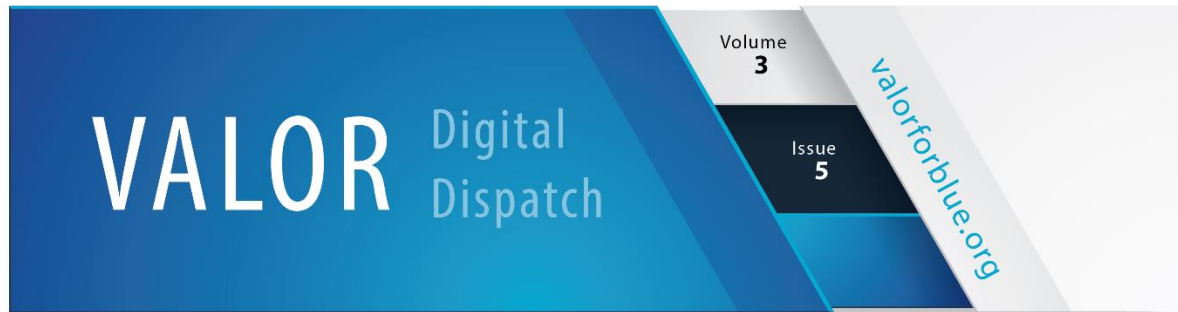 VALOR
Digital
Dispatch
Volume
3
Issue
5
valorforblue.org